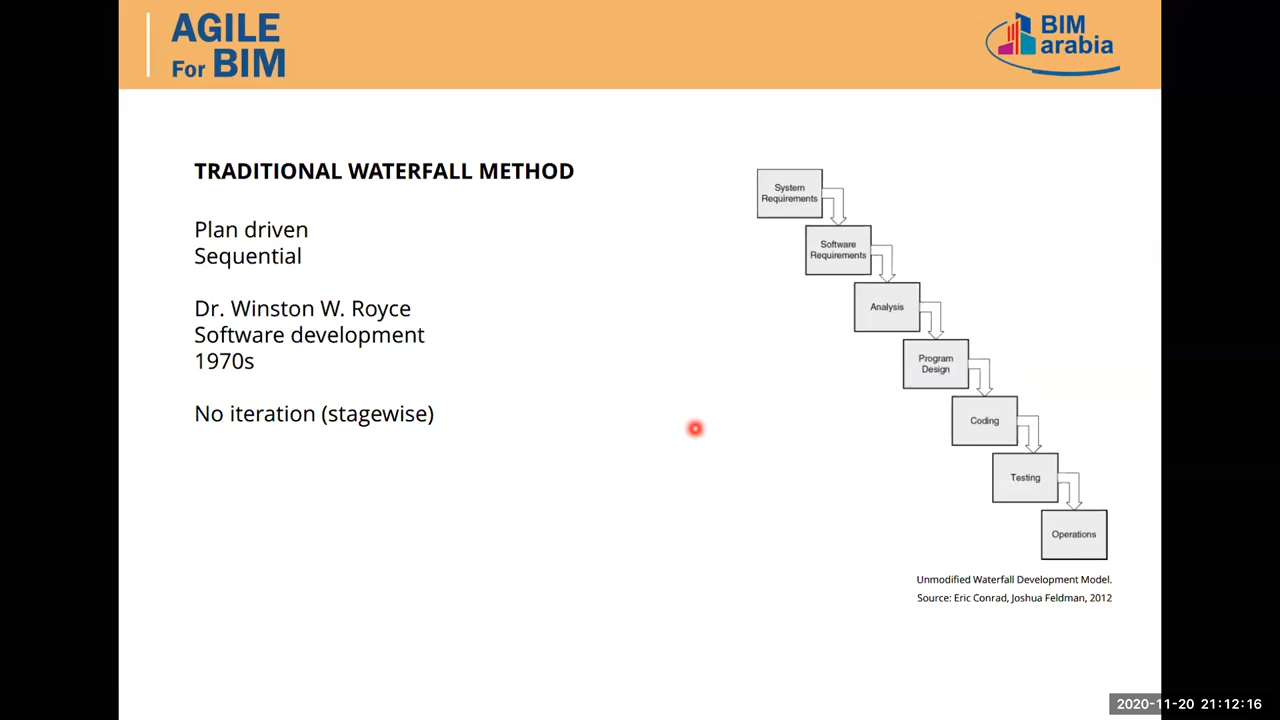 AGILE
For BIM
BIM
arabia
TRADITIONAL WATERFALL METHOD
Plan driven
Sequential
Dr. Winston W. Royce
Software development
1970s
No iteration (stagewise)
System
Requirements
Software
Requirements
Analysis
Program
Design
Coding
Testing
Operations
Unmodified Waterfall Development Model.
Source: Eric Conrad, Joshua Feldman, 2012
2020-11-20 21:12:16